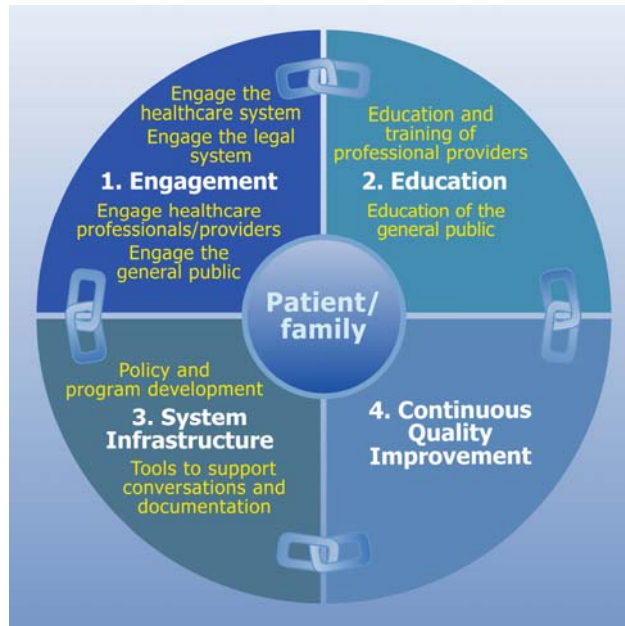 Engage the
healthcare system
Engage the legal
system
1. Engagement
Engage healthcare
professionals/providers
Engage the
general public
Education and
training of
professional providers
2. Education
Education of the
general public
Patient/
family
Policy and
program development
3. System
Infrastructure
Tools to support
conversations and
documentation
4. Continuous
Quality
Improvement